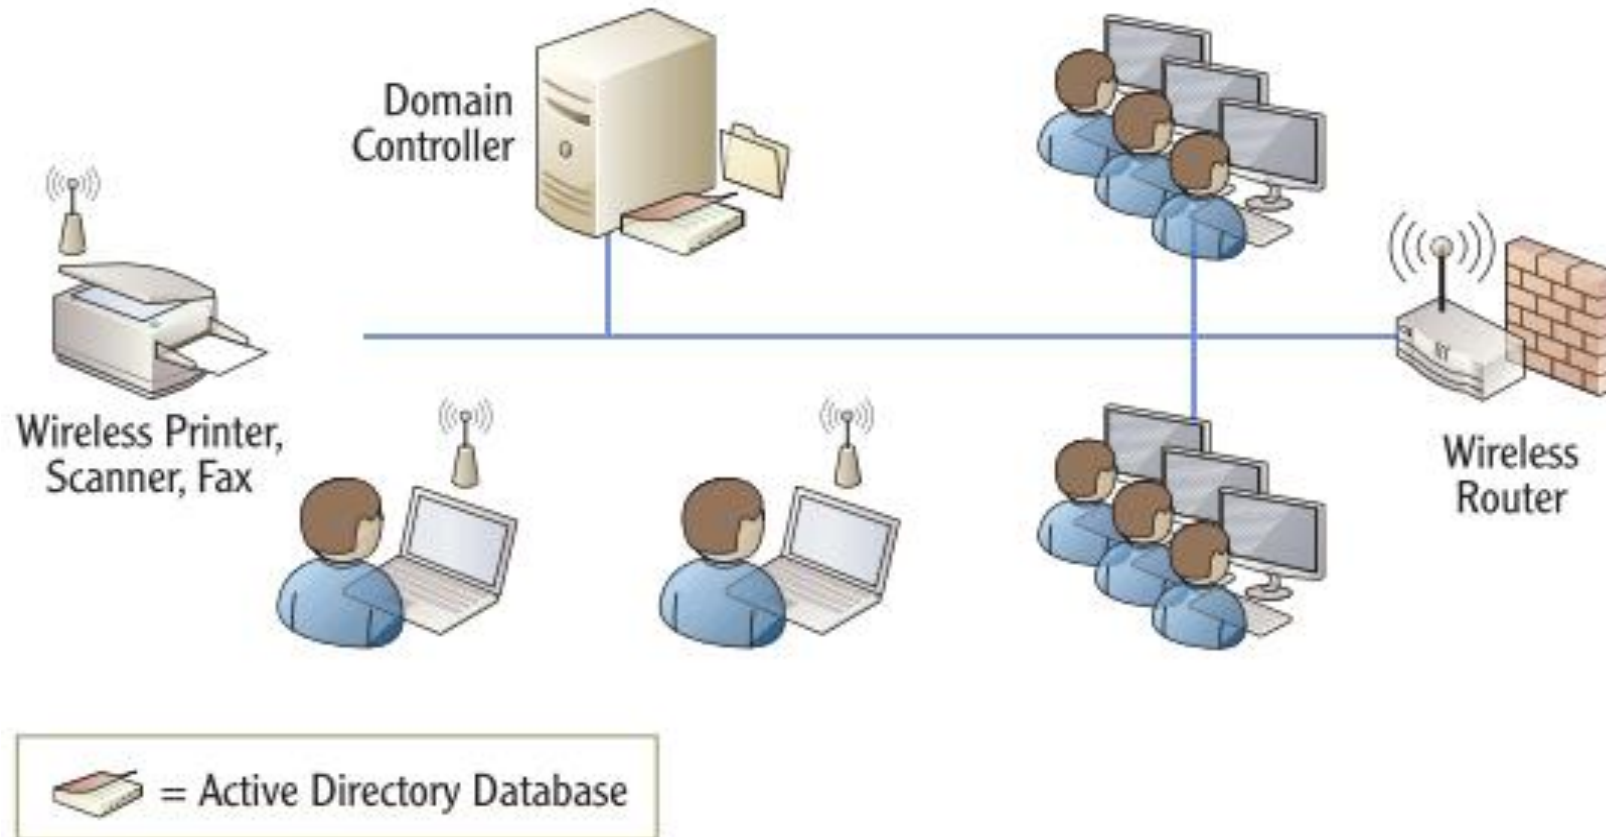 Domain
Controller
Wireless Printer,
Scanner, Fax
Wireless
Router
= Active Directory Database